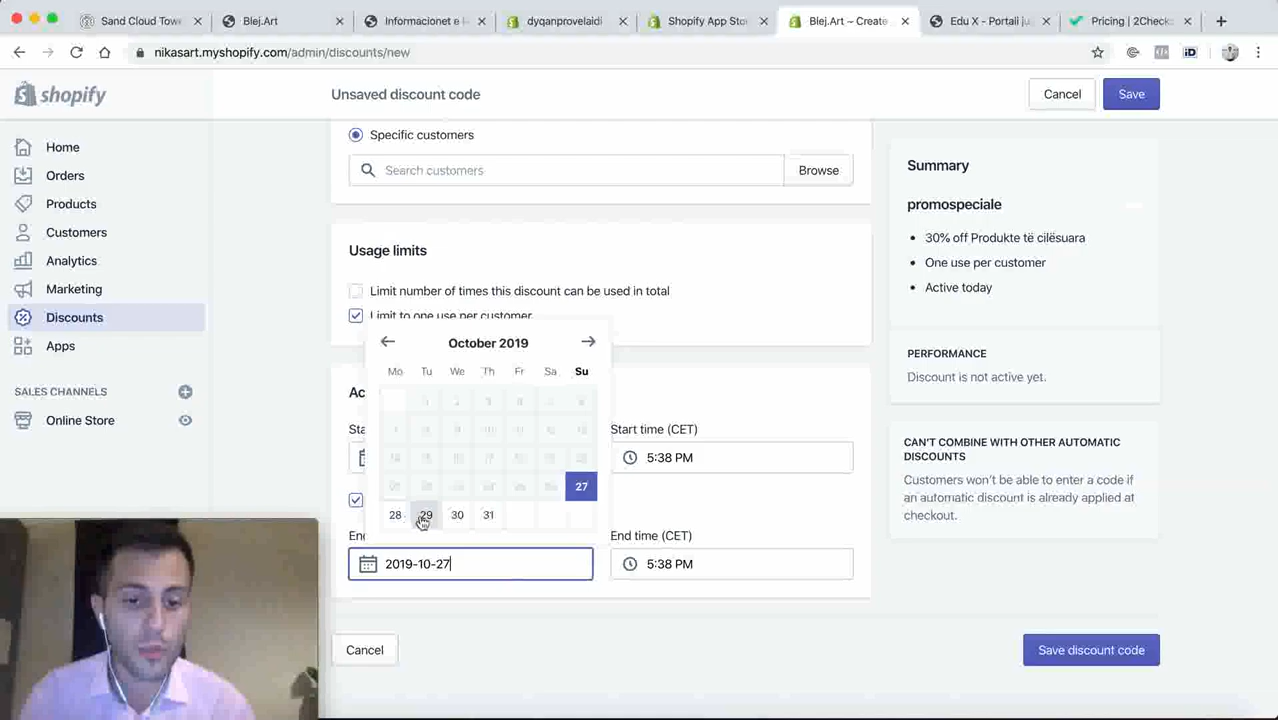 Sand Cloud Tow
Blej.Art
Informacionet e
dyqanprovelaidi
Shopify App Sto
Blej.Art ~ Create
Edu X - Portali ju
Pricing | 2Check
nikasart.myshopify.com/admin/discounts/new
shopify
Unsaved discount code
Cancel
Save
Home
Orders
Products
Customers
Analytics
Marketing
Discounts
Apps
SALES CHANNELS
Online Store
Specific customers
Search customers
Browse
Usage limits
Limit number of times this discount can be used in total
Limit to one use per customer
October 2019
Mo Tu We Th Fr Sa Su
27
28 29 30 31
Ac
Sta
Start time (CET)
5:38 PM
En
End time (CET)
2019-10-27
5:38 PM
Cancel
Save discount code
Summary
promospeciale
• 30% off Produkte të cilësuara
• One use per customer
• Active today
PERFORMANCE
Discount is not active yet.
CAN'T COMBINE WITH OTHER AUTOMATIC
DISCOUNTS
Customers won't be able to enter a code if
an automatic discount is already applied at
checkout.